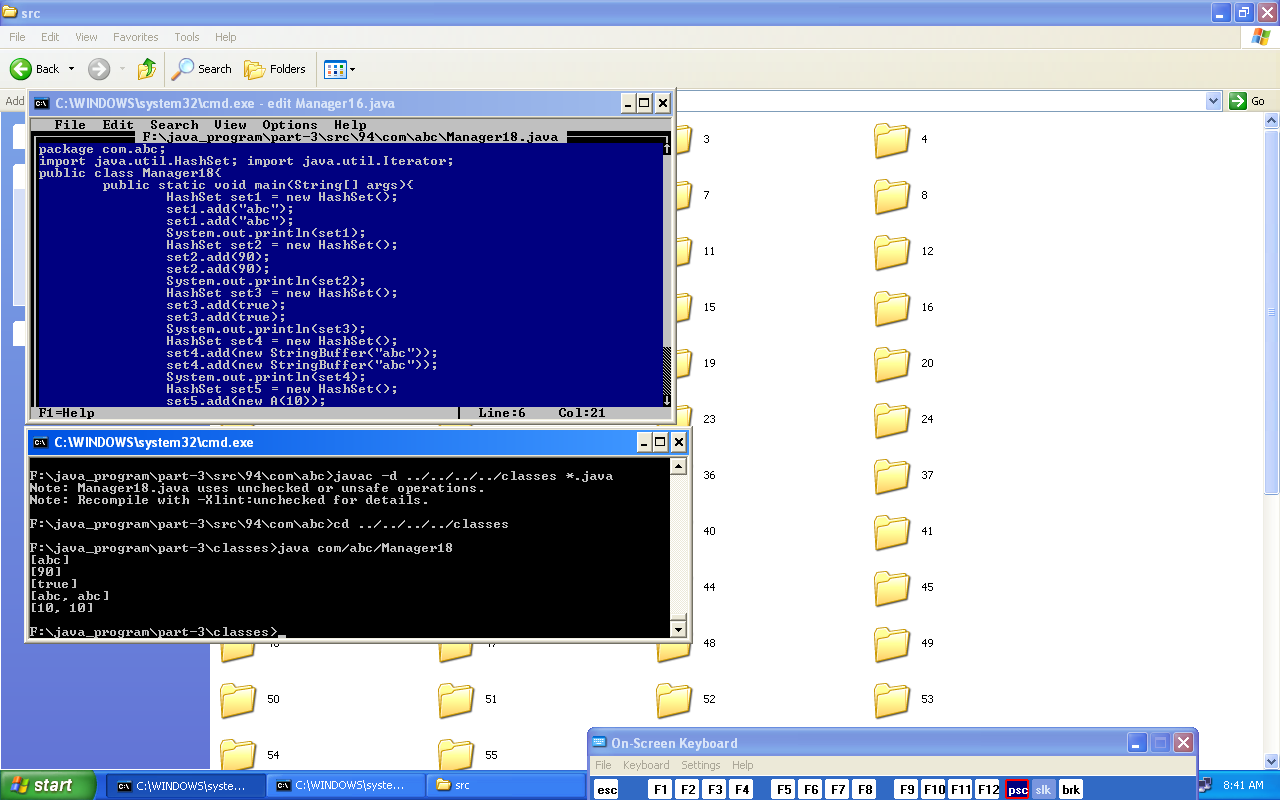 src
File Edit View Favorites Tools Help
Back Search Folders
Add Go
C:\WINDOWS\system32\cmd.exe - edit Manager16.java
File Edit Search View Options Help
F:\java_program\part-3\src\94\com\abc\Manager18.java
package com.abc;
import java.util.HashSet; import java.util.Iterator;
public class Manager18{
public static void main(String[] args){
HashSet set1 = new HashSet();
set1.add("abc");
set1.add("abc");
System.out.println(set1);
HashSet set2 = new HashSet();
set2.add(90);
set2.add(90);
System.out.println(set2);
HashSet set3 = new HashSet();
set3.add(true);
set3.add(true);
System.out.println(set3);
HashSet set4 = new HashSet();
set4.add(new StringBuffer("abc"));
set4.add(new StringBuffer("abc"));
System.out.println(set4);
HashSet set5 = new HashSet();
set5.add(new A(10));
F1=Help Line:6 Col:21
C:\WINDOWS\system32\cmd.exe
F:\java_program\part-3\src\94\com\abc>javac -d ../../../../classes *.java
Note: Manager18.java uses unchecked or unsafe operations.
Note: Recompile with -Xlint:unchecked for details.
F:\java_program\part-3\src\94\com\abc>cd ../../../../classes
F:\java_program\part-3\classes>java com/abc/Manager18
[abc]
[90]
[true]
[abc, abc]
[10, 10]
F:\java_program\part-3\classes>_
3 4
7 8
11 12
15 16
19 20
23 24
36 37
40 41
44 45
48 49
50 51 52 53
54 55
On-Screen Keyboard
File Keyboard Settings Help
esc F1 F2 F3 F4 F5 F6 F7 F8 F9 F10 F11 F12 psc slk brk
start C:\WINDOWS\syste... C:\WINDOWS\syste... src 8:41 AM